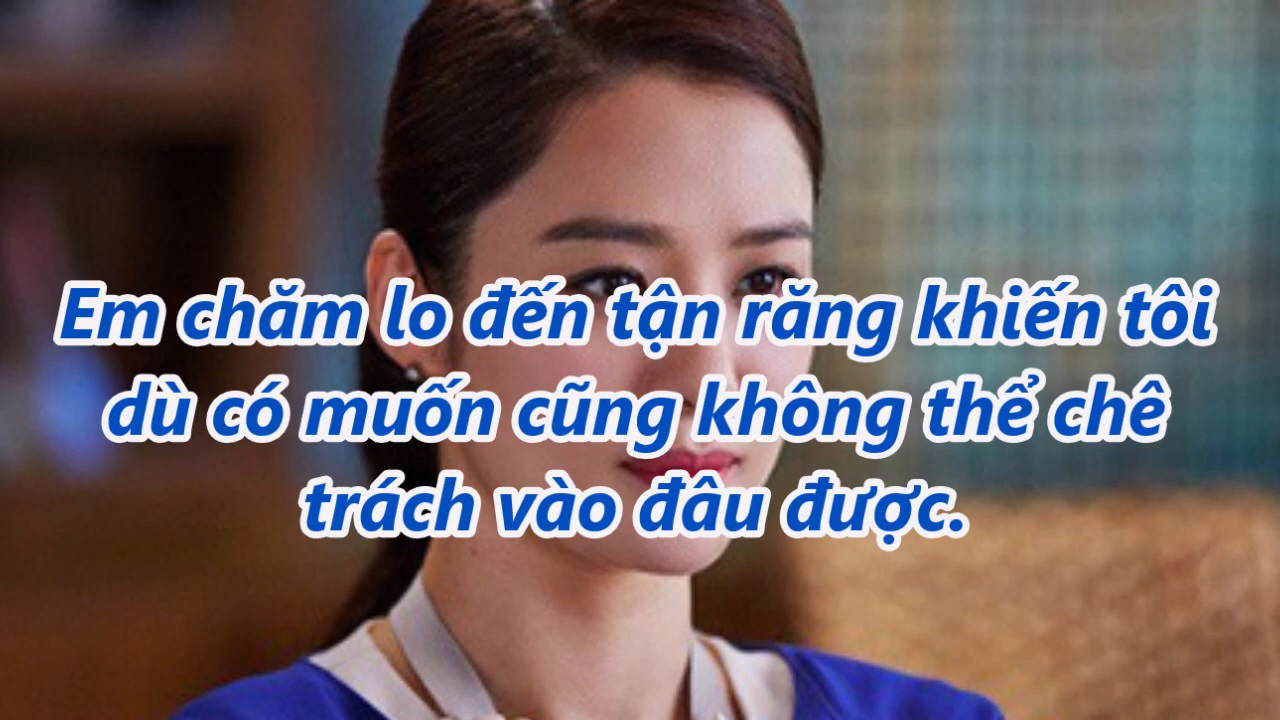 Em chăm lo đến tận răng khiến tôi
dù có muốn cũng không thể chê
trách vào đâu được.